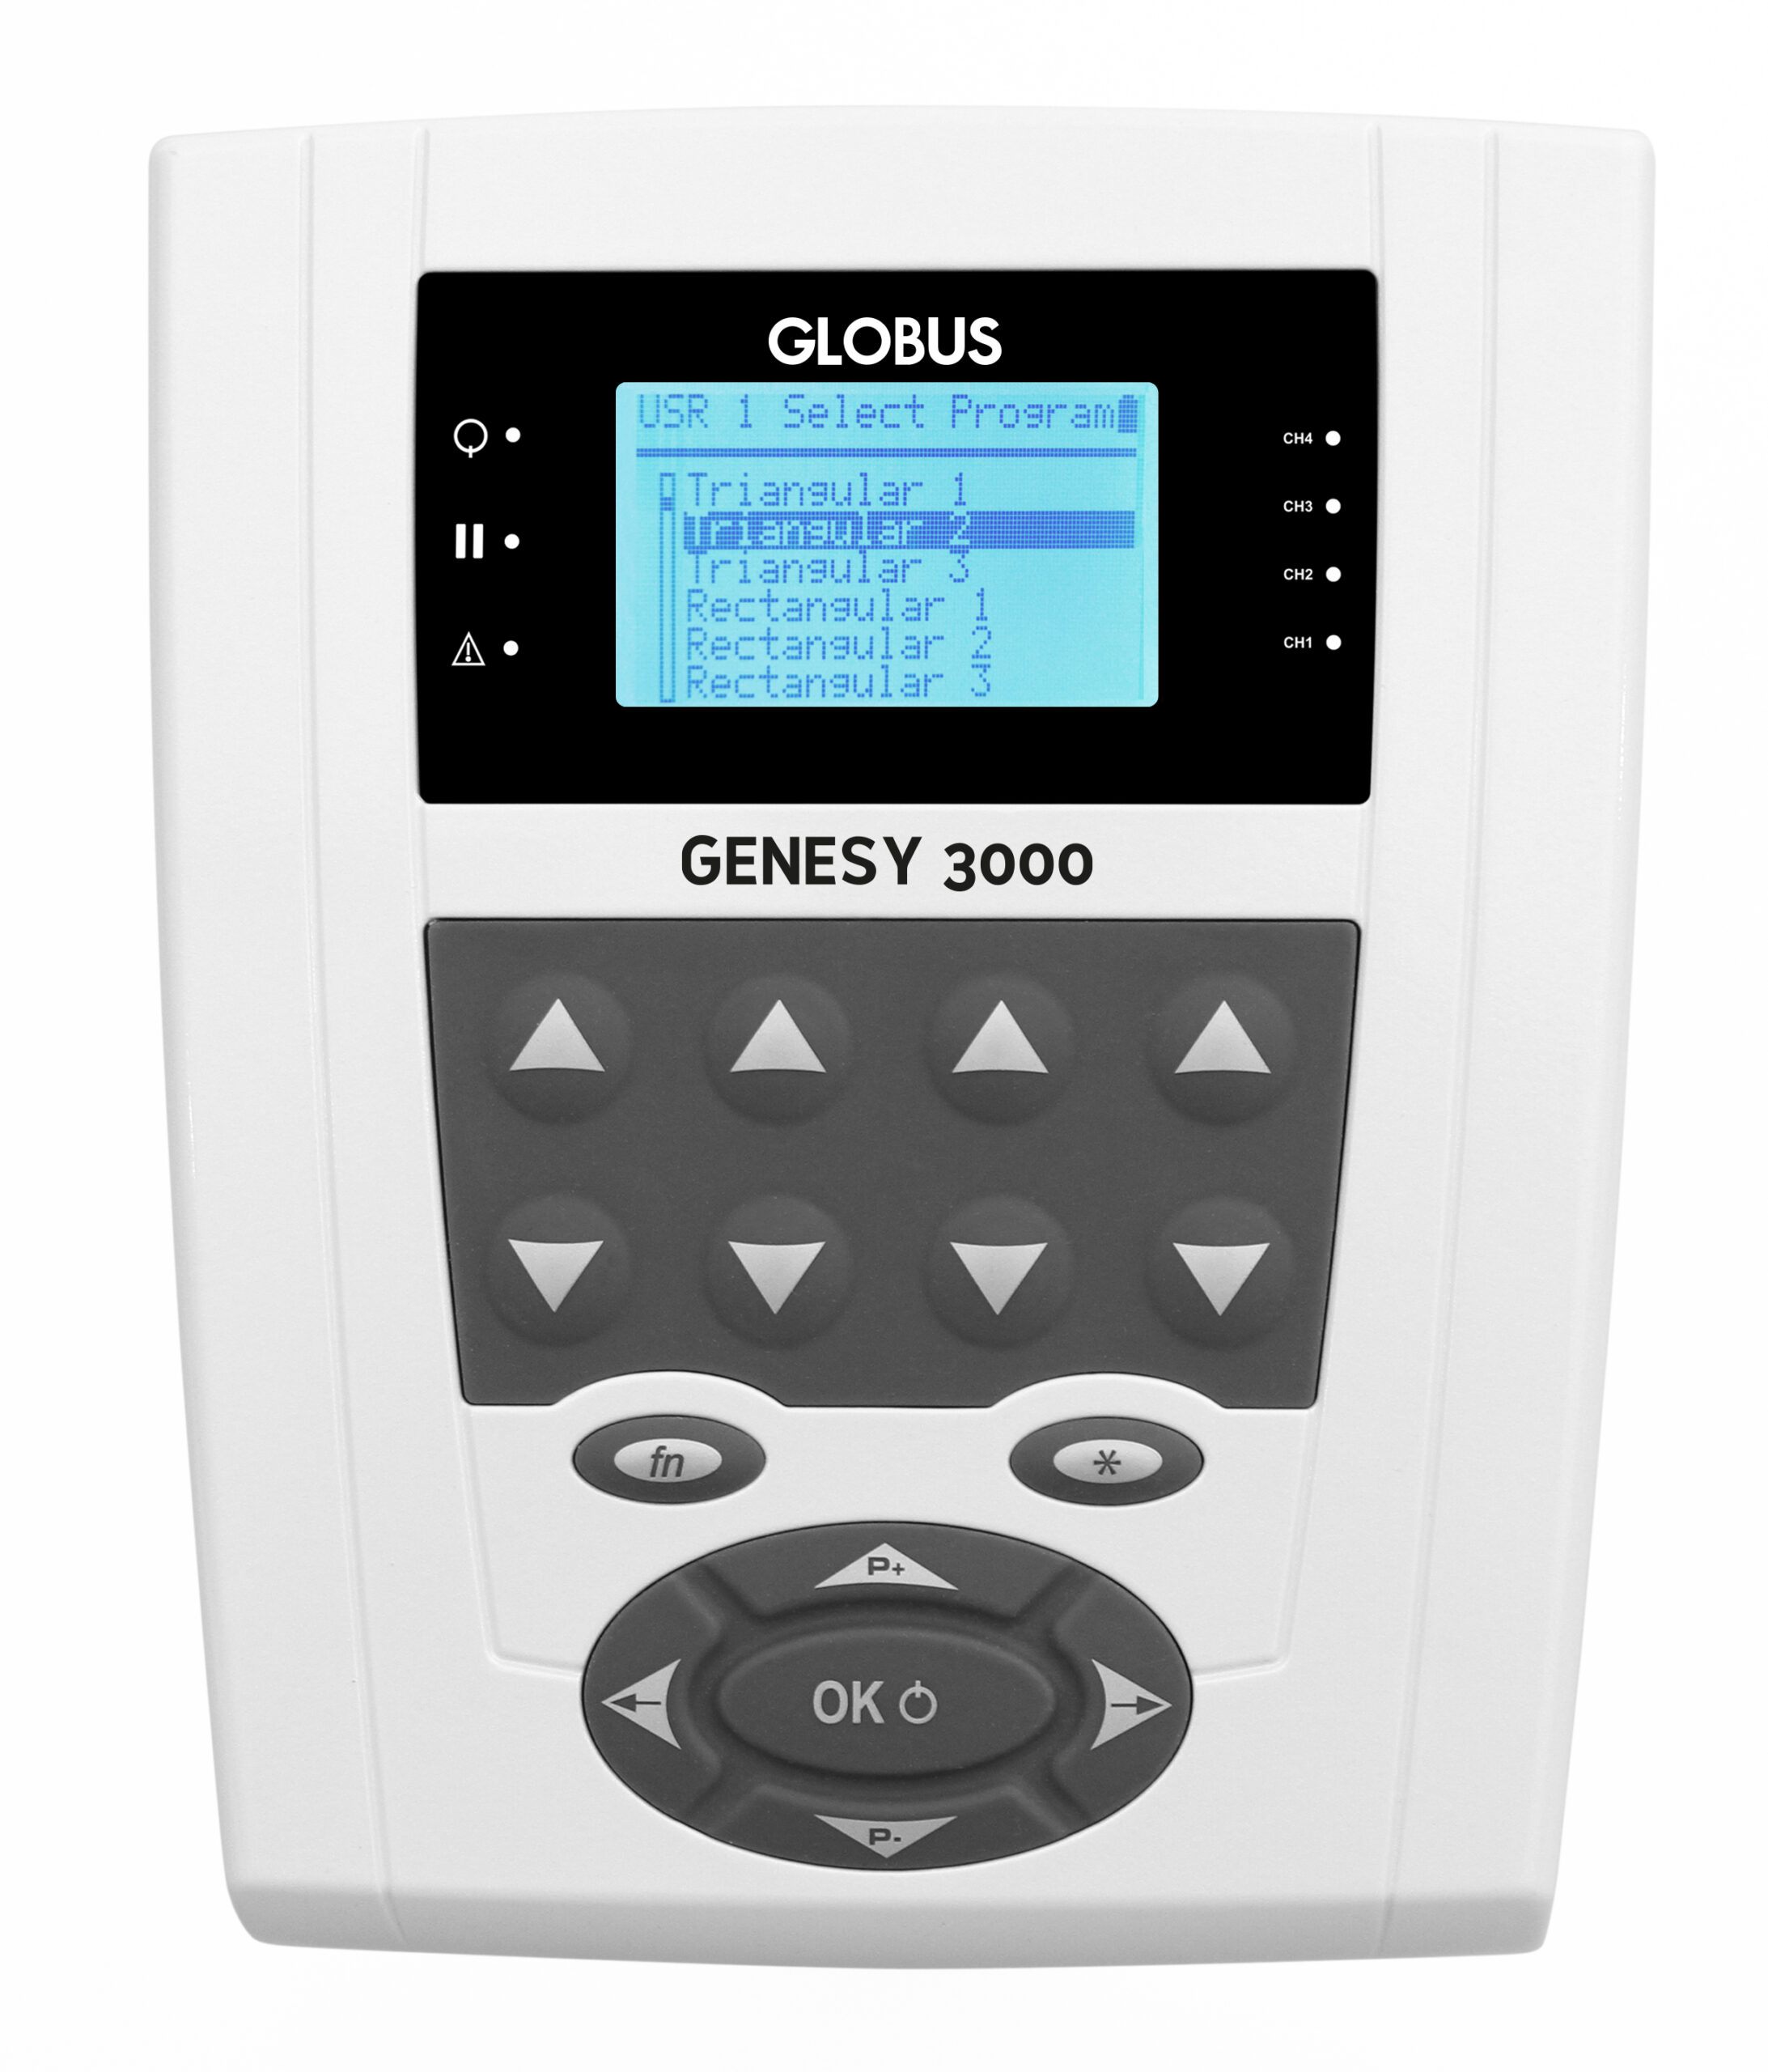 GLOBUS
USR 1 Select Program
Triangular 1
Triangular 2
Triangular 3
Rectangular 1
Rectangular 2
Rectangular 3
CH4
CH3
CH2
CH1
GENESY 3000
fn
*
P+
OK
P-